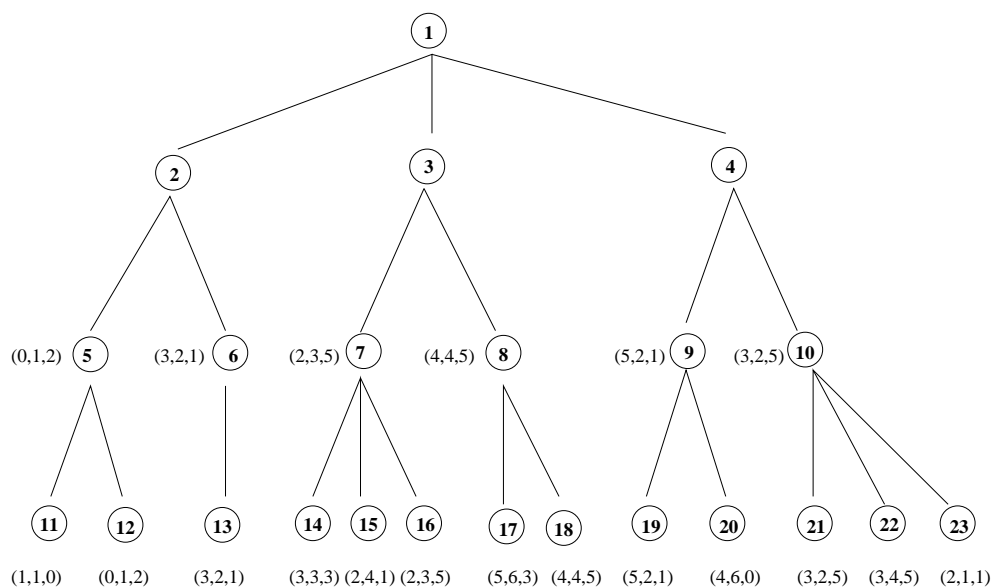 1
2 3 4
(0,1,2) 5 (3,2,1) 6 (2,3,5) 7 (4,4,5) 8 (5,2,1) 9 (3,2,5) 10
11 12 13 14 15 16 17 18 19 20 21 22 23
(1,1,0) (0,1,2) (3,2,1) (3,3,3) (2,4,1) (2,3,5) (5,6,3) (4,4,5) (5,2,1) (4,6,0) (3,2,5) (3,4,5) (2,1,1)